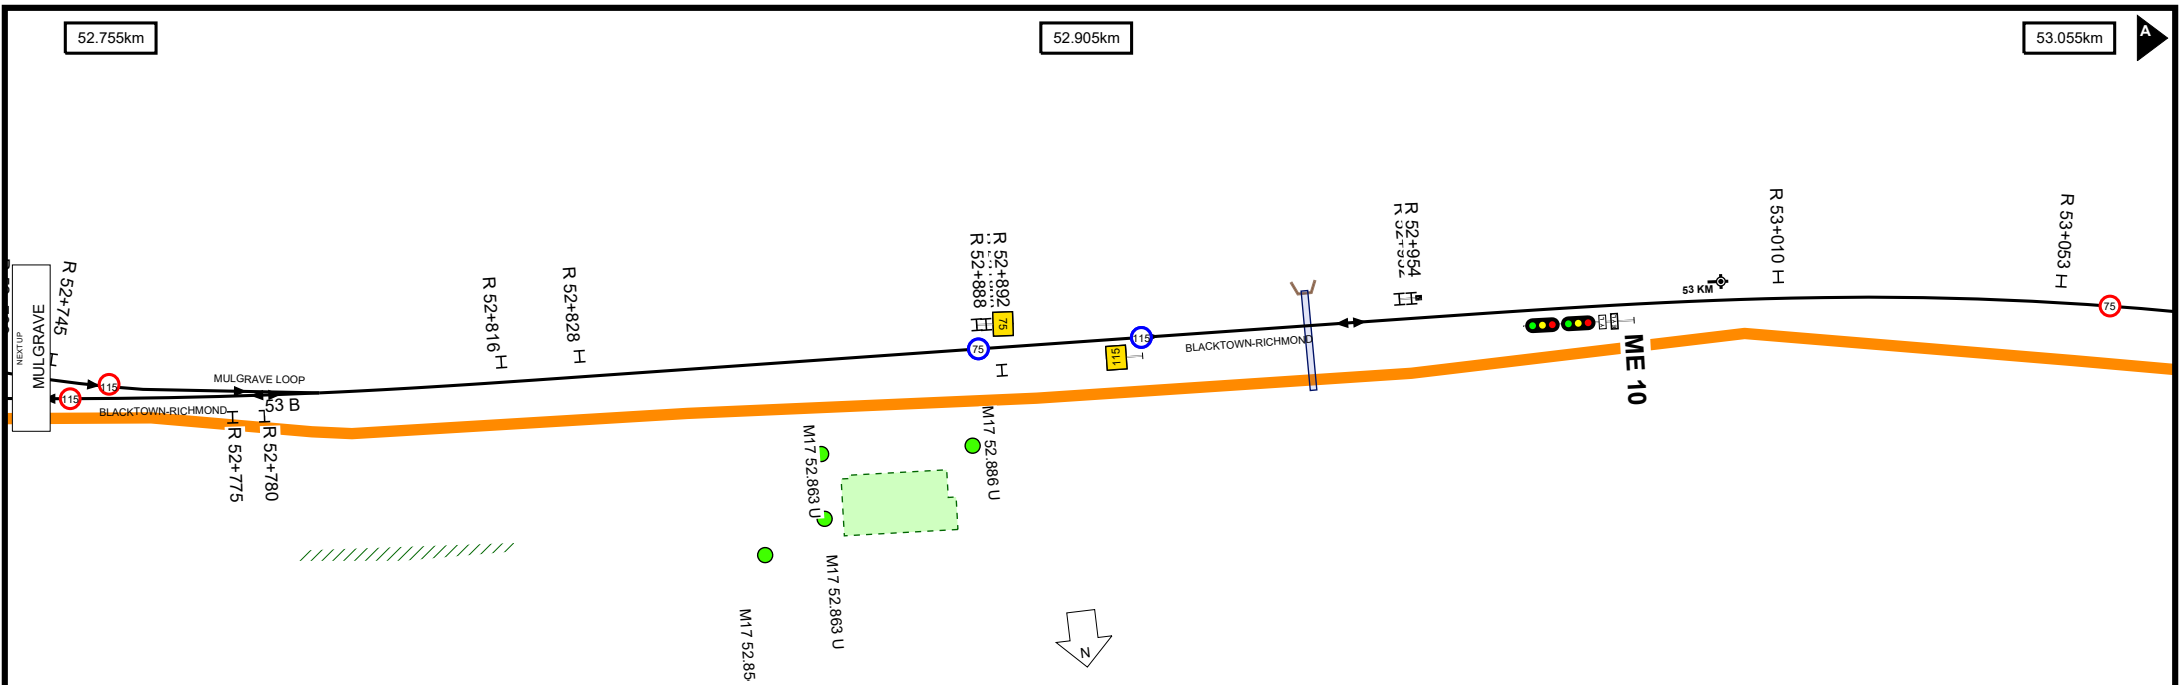 52.755km
52.905km
53.055km
A
NEXT UP
MULGRAVE
R 52+745
115
115
MULGRAVE LOOP
BLACKTOWN-RICHMOND
53 B
R 52+775
R 52+780
R 52+816
R 52+828
R 52+888
R 52+892
75
75
115
115
BLACKTOWN-RICHMOND
R 52+954
53 KM
ME 10
R 53+010
R 53+053
75
M17 52.863 U
M17 52.886 U
M17 52.863 U
M17 52.85
N